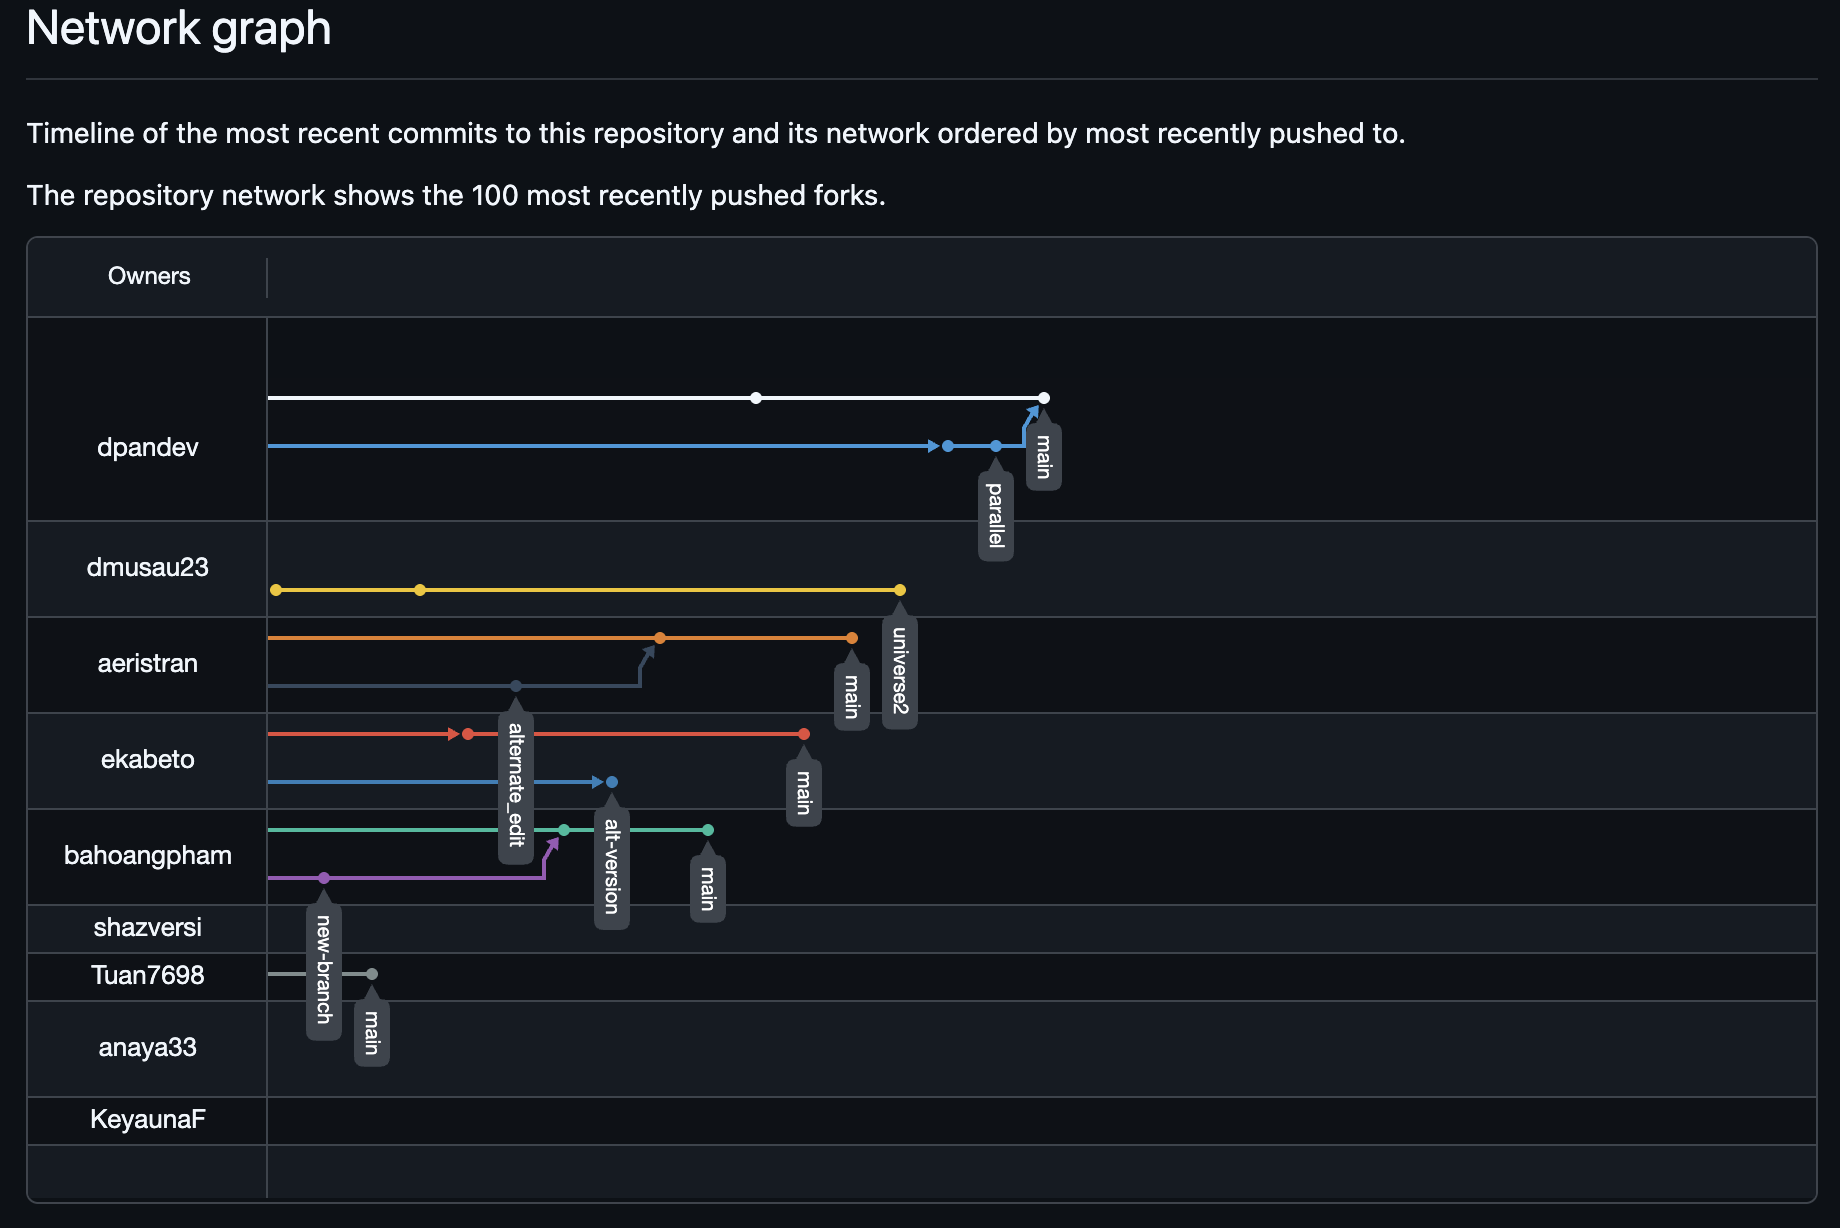 Network graph
Timeline of the most recent commits to this repository and its network ordered by most recently pushed to.
The repository network shows the 100 most recently pushed forks.
Owners
dpandev
main
parallel
dmusau23
universe2
aeristran
main
alternate_edit
ekabeto
main
alt-version
bahoangpham
main
new-branch
shazversi
Tuan7698
main
anaya33
KeyaunaF